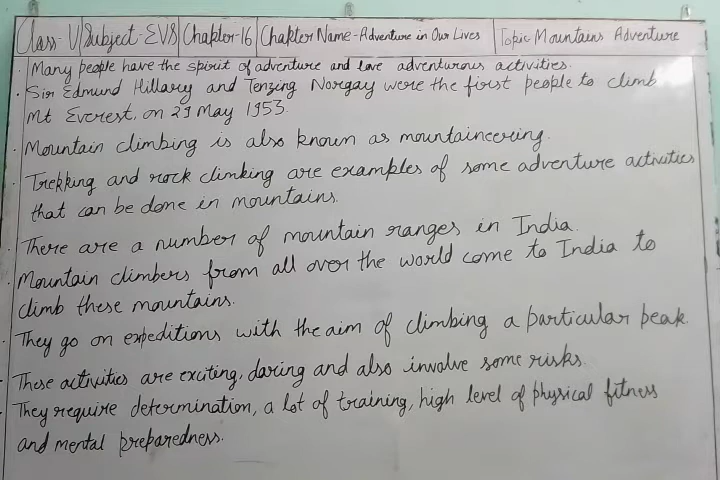 Class-V Subject-EVS Chapter-16 Chapter Name-Adventure in Our Lives Topic Mountains Adventure
. Many people have the spirit of adventure and love adventurous activities.
. Sir Edmund Hillary and Tenzing Norgay were the first people to climb
Mt Everest, on 29 May 1953.
. Mountain climbing is also known as mountaineering.
. Trekking and rock climbing are examples of some adventure activities
that can be done in mountains.
. There are a number of mountain ranges in India.
. Mountain climbers from all over the world come to India to
climb these mountains.
. They go on expeditions with the aim of climbing a particular peak.
- These activities are exciting, daring and also involve some risks.
- They require determination, a lot of training, high level of physical fitness
and mental preparedness.